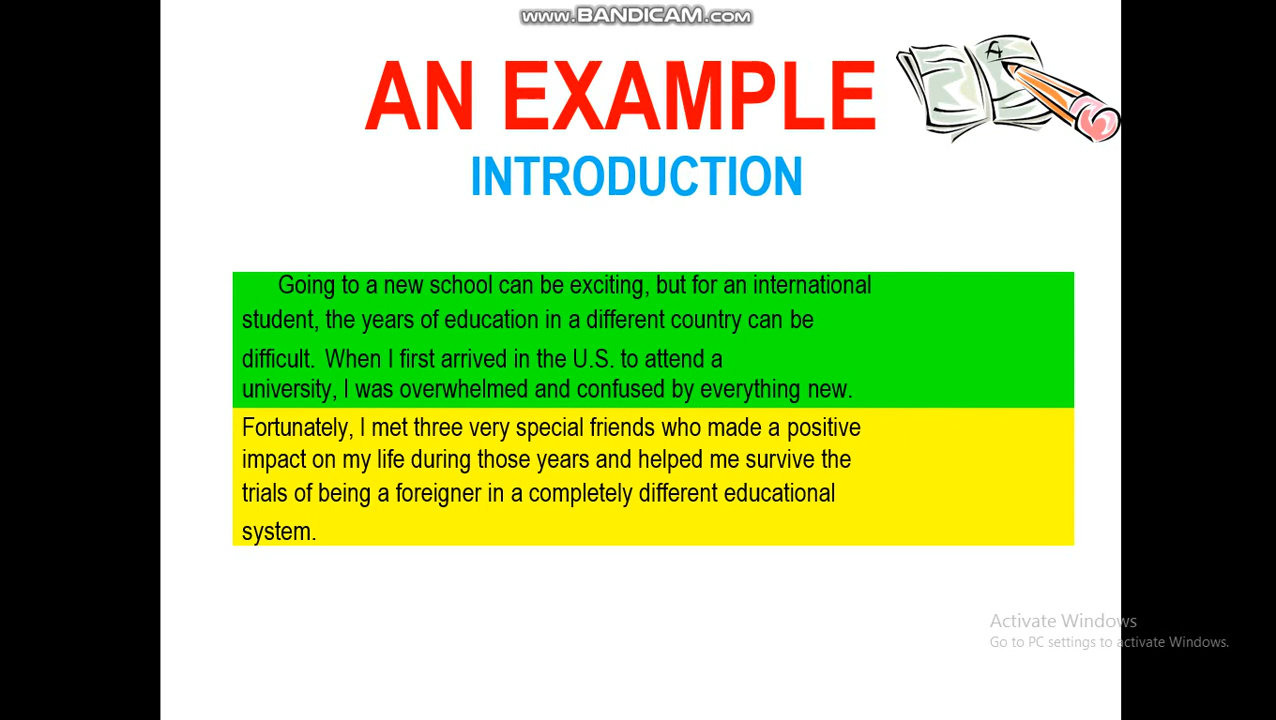 www.BANDICAM.com
AN EXAMPLE
A
INTRODUCTION
Going to a new school can be exciting, but for an international
student, the years of education in a different country can be
difficult. When I first arrived in the U.S. to attend a
university, I was overwhelmed and confused by everything new.
Fortunately, I met three very special friends who made a positive
impact on my life during those years and helped me survive the
trials of being a foreigner in a completely different educational
system.
Activate Windows
Go to PC settings to activate Windows.